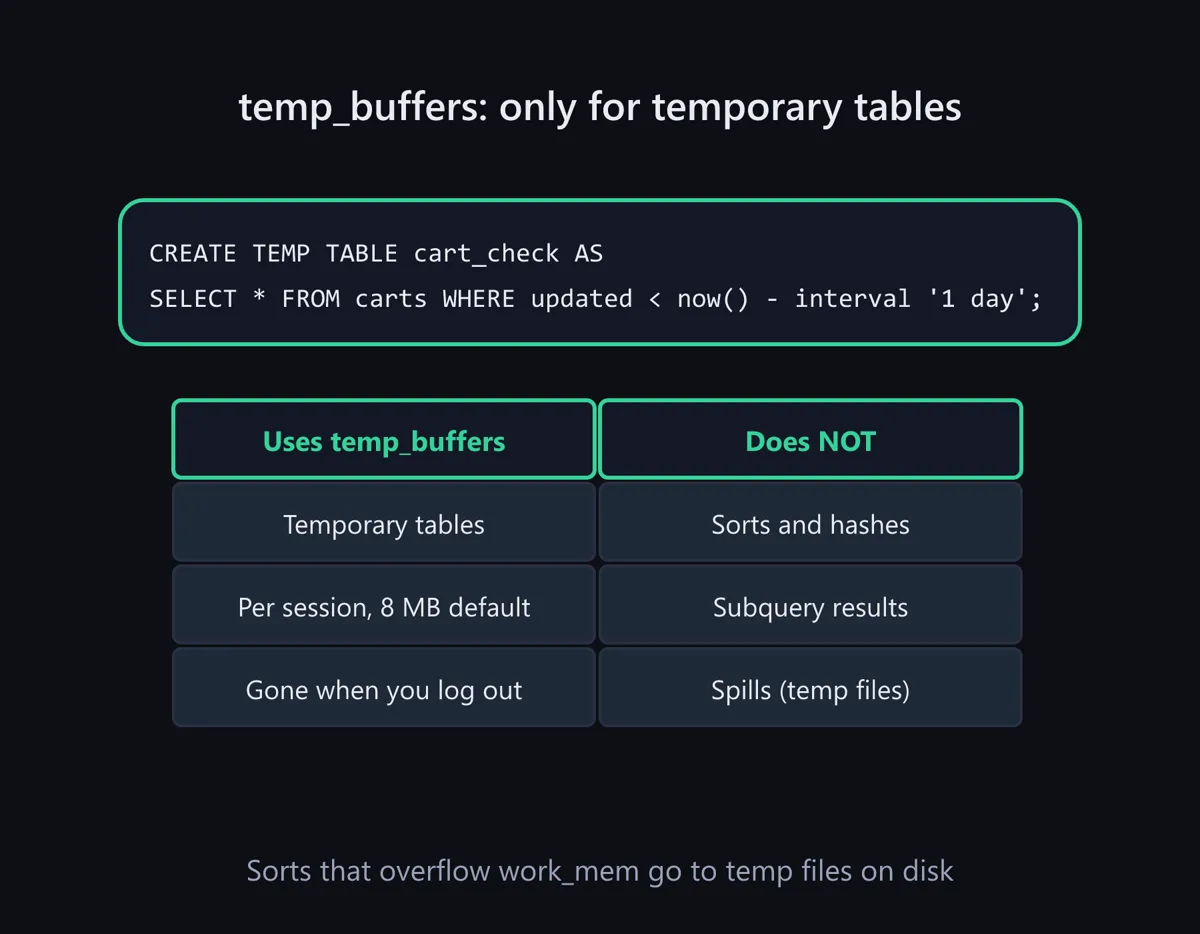 temp_buffers: only for temporary tables
CREATE TEMP TABLE cart_check AS
SELECT * FROM carts WHERE updated < now() - interval '1 day';
Uses temp_buffers
Does NOT
Temporary tables
Sorts and hashes
Per session, 8 MB default
Subquery results
Gone when you log out
Spills (temp files)
Sorts that overflow work_mem go to temp files on disk